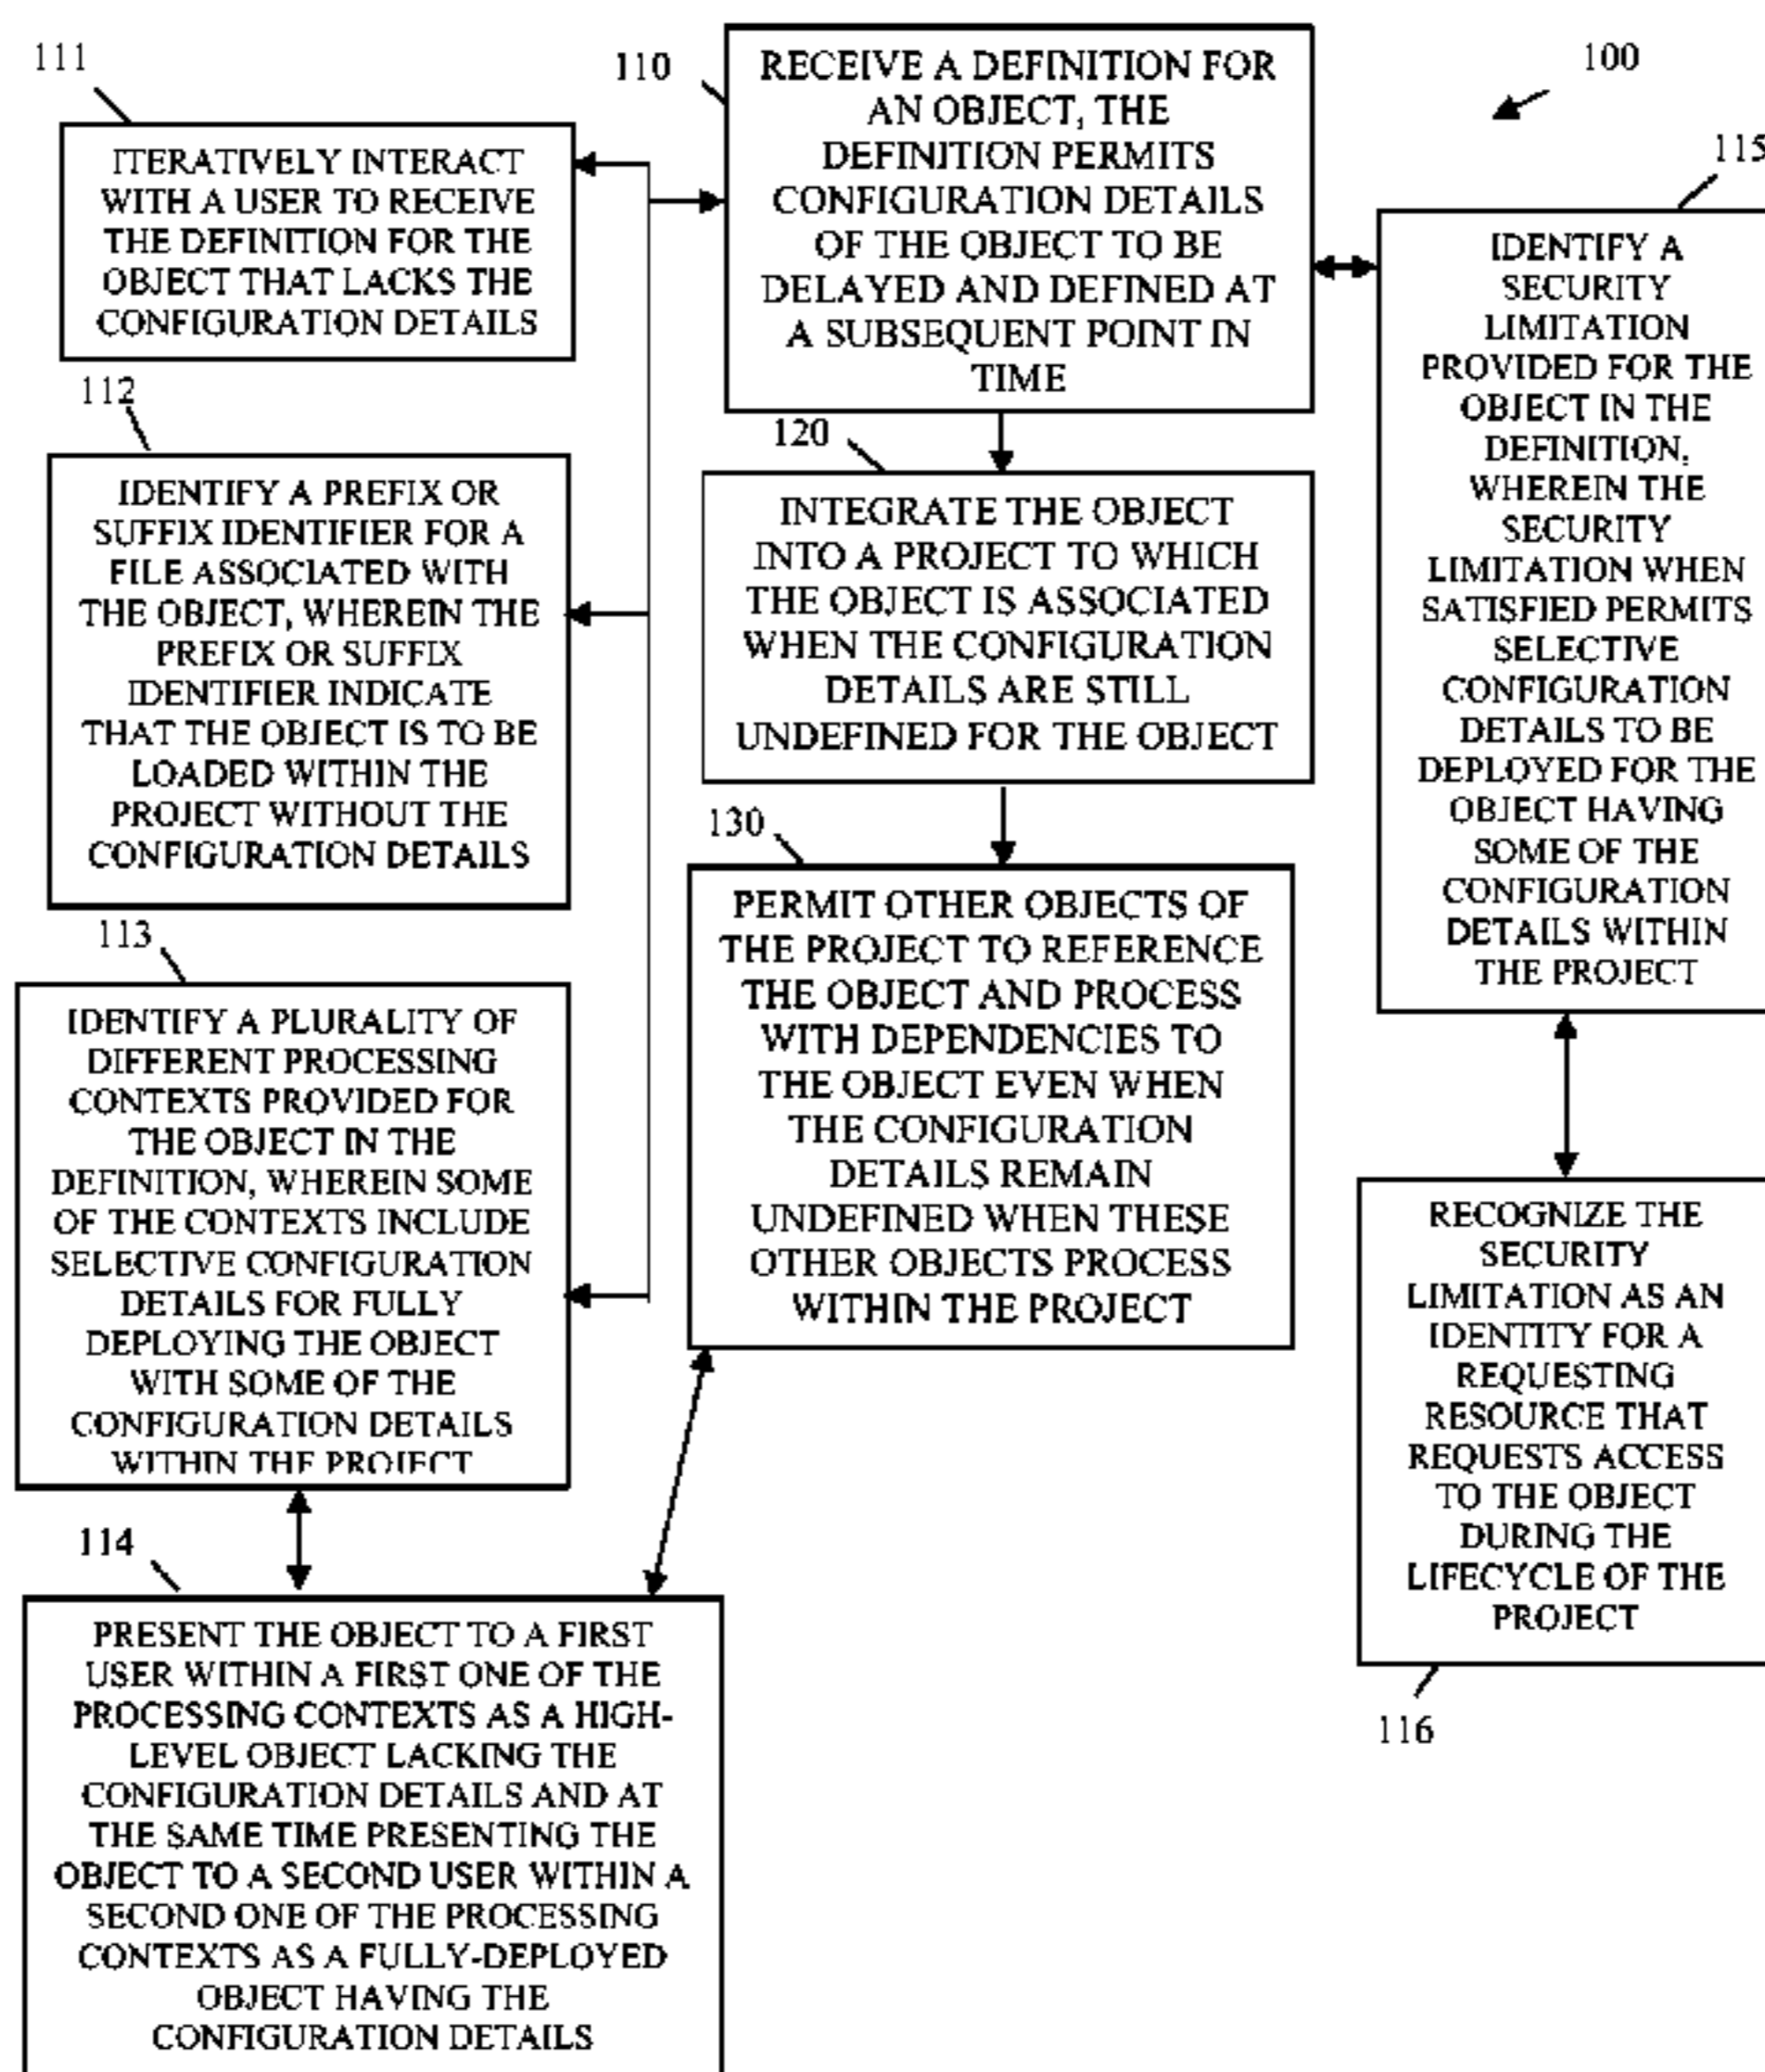 100
110
RECEIVE A DEFINITION FOR
AN OBJECT, THE
DEFINITION PERMITS
CONFIGURATION DETAILS
OF THE OBJECT TO BE
DELAYED AND DEFINED AT
A SUBSEQUENT POINT IN
TIME
111
ITERATIVELY INTERACT
WITH A USER TO RECEIVE
THE DEFINITION FOR THE
OBJECT THAT LACKS THE
CONFIGURATION DETAILS
112
IDENTIFY A PREFIX OR
SUFFIX IDENTIFIER FOR A
FILE ASSOCIATED WITH
THE OBJECT, WHEREIN THE
PREFIX OR SUFFIX
IDENTIFIER INDICATE
THAT THE OBJECT IS TO BE
LOADED WITHIN THE
PROJECT WITHOUT THE
CONFIGURATION DETAILS
113
IDENTIFY A PLURALITY OF
DIFFERENT PROCESSING
CONTEXTS PROVIDED FOR
THE OBJECT IN THE
DEFINITION, WHEREIN SOME
OF THE CONTEXTS INCLUDE
SELECTIVE CONFIGURATION
DETAILS FOR FULLY
DEPLOYING THE OBJECT
WITH SOME OF THE
CONFIGURATION DETAILS
WITHIN THE PROJECT
114
PRESENT THE OBJECT TO A FIRST
USER WITHIN A FIRST ONE OF THE
PROCESSING CONTEXTS AS A HIGH-
LEVEL OBJECT LACKING THE
CONFIGURATION DETAILS AND AT
THE SAME TIME PRESENTING THE
OBJECT TO A SECOND USER WITHIN A
SECOND ONE OF THE PROCESSING
CONTEXTS AS A FULLY-DEPLOYED
OBJECT HAVING THE
CONFIGURATION DETAILS
120
INTEGRATE THE OBJECT
INTO A PROJECT TO WHICH
THE OBJECT IS ASSOCIATED
WHEN THE CONFIGURATION
DETAILS ARE STILL
UNDEFINED FOR THE OBJECT
130
PERMIT OTHER OBJECTS OF
THE PROJECT TO REFERENCE
THE OBJECT AND PROCESS
WITH DEPENDENCIES TO
THE OBJECT EVEN WHEN
THE CONFIGURATION
DETAILS REMAIN
UNDEFINED WHEN THESE
OTHER OBJECTS PROCESS
WITHIN THE PROJECT
115
IDENTIFY A
SECURITY
LIMITATION
PROVIDED FOR THE
OBJECT IN THE
DEFINITION,
WHEREIN THE
SECURITY
LIMITATION WHEN
SATISFIED PERMITS
SELECTIVE
CONFIGURATION
DETAILS TO BE
DEPLOYED FOR THE
OBJECT HAVING
SOME OF THE
CONFIGURATION
DETAILS WITHIN
THE PROJECT
RECOGNIZE THE
SECURITY
LIMITATION AS AN
IDENTITY FOR A
REQUESTING
RESOURCE THAT
REQUESTS ACCESS
TO THE OBJECT
DURING THE
LIFECYCLE OF THE
PROJECT
116